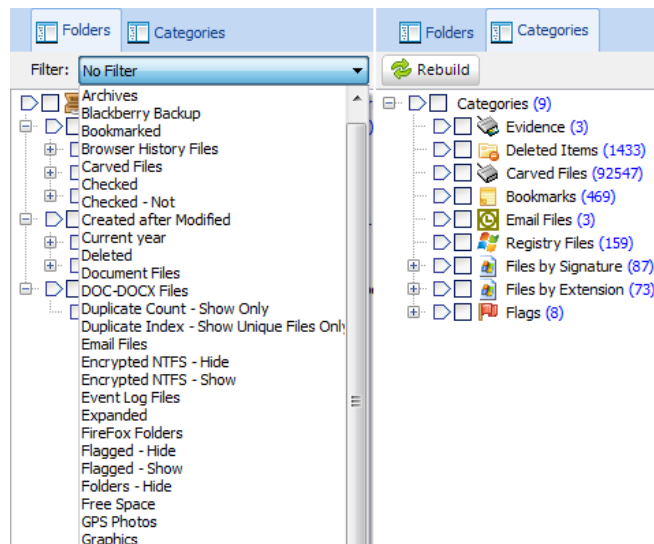 Folders
Categories
Filter:
No Filter
Archives
Blackberry Backup
Bookmarked
Browser History Files
Carved Files
Checked
Checked - Not
Created after Modified
Current year
Deleted
Document Files
DOC-DOCX Files
Duplicate Count - Show Only
Duplicate Index - Show Unique Files Only
Email Files
Encrypted NTFS - Hide
Encrypted NTFS - Show
Event Log Files
Expanded
FireFox Folders
Flagged - Hide
Flagged - Show
Folders - Hide
Free Space
GPS Photos
Graphics
Folders
Categories
Rebuild
Categories (9)
Evidence (3)
Deleted Items (1433)
Carved Files (92547)
Bookmarks (469)
Email Files (3)
Registry Files (159)
Files by Signature (87)
Files by Extension (73)
Flags (8)